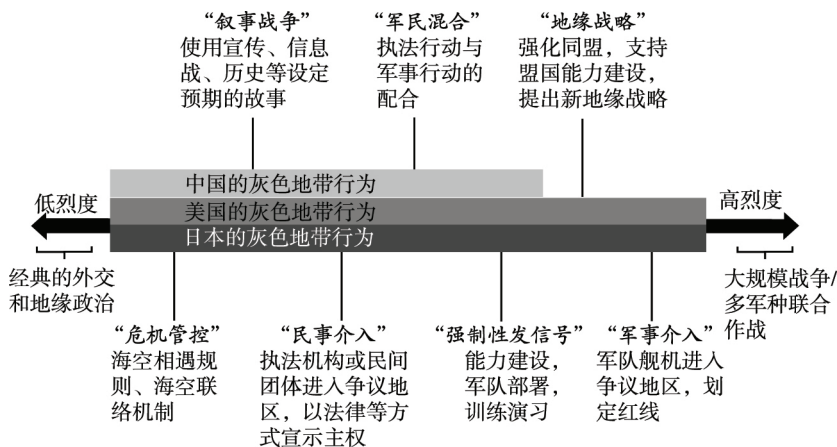 “叙事战争”
使用宣传、信息
战、历史等设定
预期的故事
“军民混合”
执法行动与
军事行动的
配合
“地缘战略”
强化同盟，支持
盟国能力建设，
提出新地缘战略
低烈度
中国的灰色地带行为
美国的灰色地带行为
日本的灰色地带行为
高烈度
经典的外交
和地缘政治
大规模战争/
多军种联合
作战
“危机管控”
海空相遇规
则、海空联
络机制
“民事介入”
执法机构或民间
团体进入争议地
区，以法律等方
式宣示主权
“强制性发信号”
能力建设，
军队部署，
训练演习
“军事介入”
军队舰机进入
争议地区，划
定红线